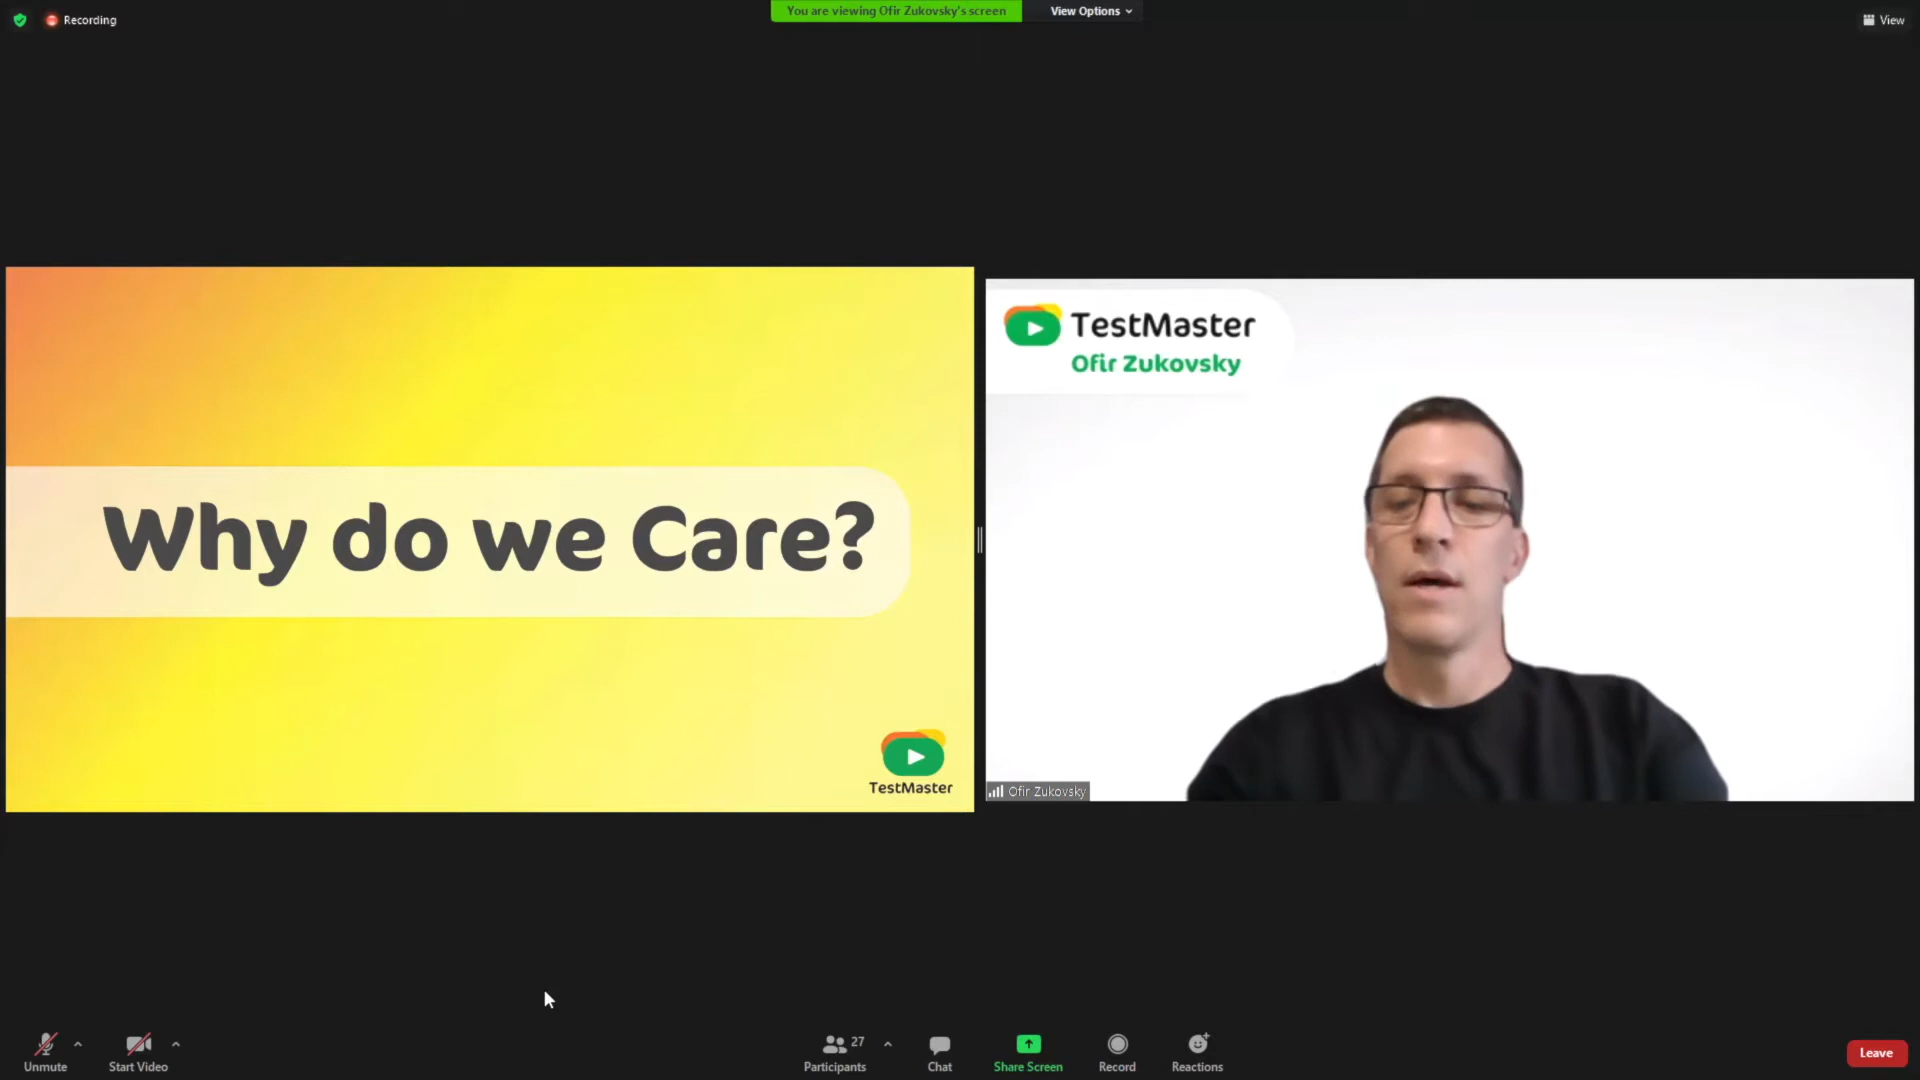 Recording
You are viewing Ofir Zukovsky's screen
View Options
View
Why do we Care?
TestMaster
TestMaster
Ofir Zukovsky
Ofir Zukovsky
Unmute
Start Video
27
Participants
Chat
Share Screen
Record
Reactions
Leave